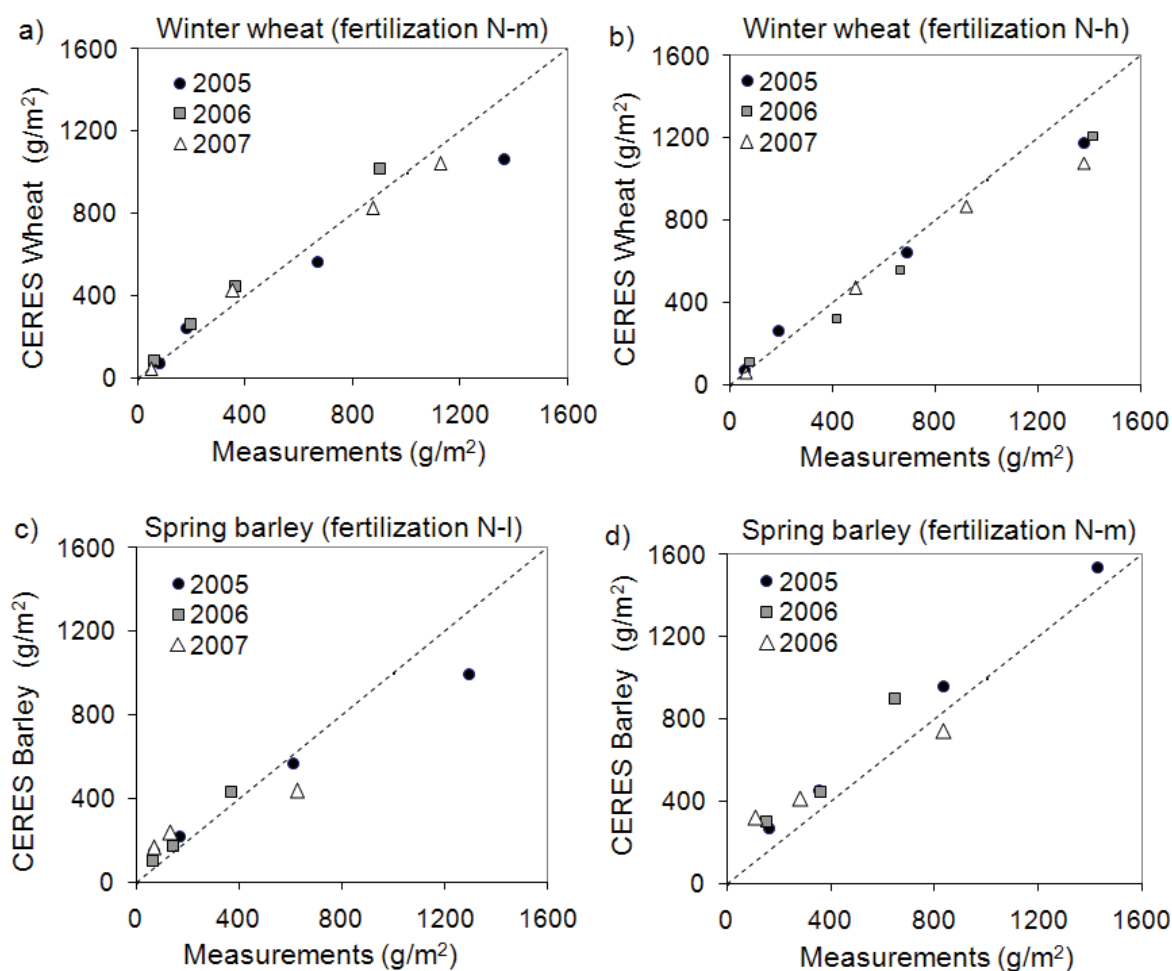 a)
Winter wheat (fertilization N-m)
1600
1200
800
400
0
0 400 800 1200 1600
CERES Wheat (g/m²)
Measurements (g/m²)
2005
2006
2007
b)
Winter wheat (fertilization N-h)
1600
1400
1200
1000
800
600
400
200
0
0 400 800 1200 1600
CERES Wheat (g/m²)
Measurements (g/m²)
2005
2006
2007
c)
Spring barley (fertilization N-l)
1600
1200
800
400
0
0 400 800 1200 1600
CERES Barley (g/m²)
Measurements (g/m²)
2005
2006
2007
d)
Spring barley (fertilization N-m)
1600
1200
800
400
0
0 400 800 1200 1600
CERES Barley (g/m²)
Measurements (g/m²)
2005
2006
2006